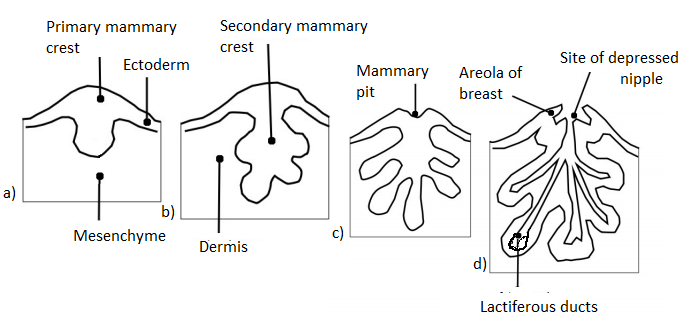 Primary mammary
crest
Ectoderm
a)
Mesenchyme
Secondary mammary
crest
b)
Dermis
Mammary
pit
c)
Areola of
breast
Site of depressed
nipple
d)
Lactiferous ducts